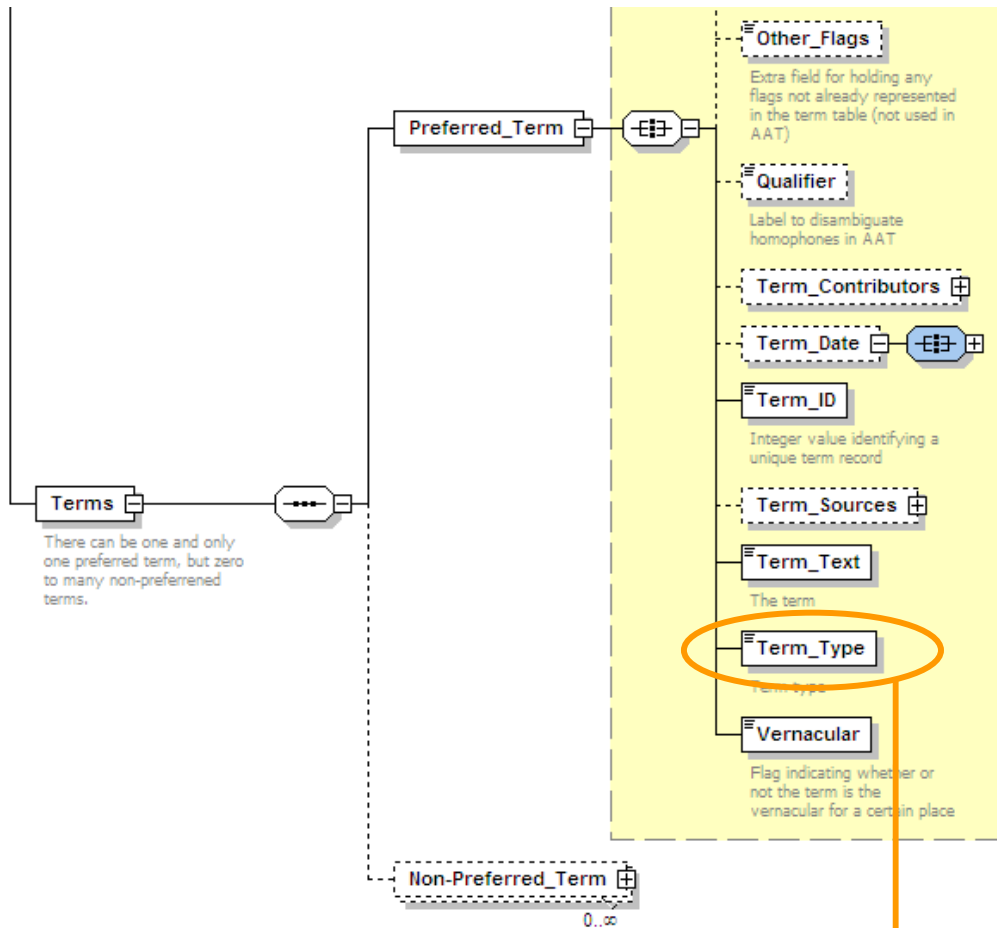 Other_Flags
Extra field for holding any
flags not already represented
in the term table (not used in
AAT)
Preferred_Term
Qualifier
Label to disambiguate
homophones in AAT
Term_Contributors
Term_Date
Term_ID
Integer value identifying a
unique term record
Terms
There can be one and only
one preferred term, but zero
to many non-preferrened
terms.
Term_Sources
Term_Text
The term
Term_Type
Term type
Vernacular
Flag indicating whether or
not the term is the
vernacular for a certain place
Non-Preferred_Term
0..∞